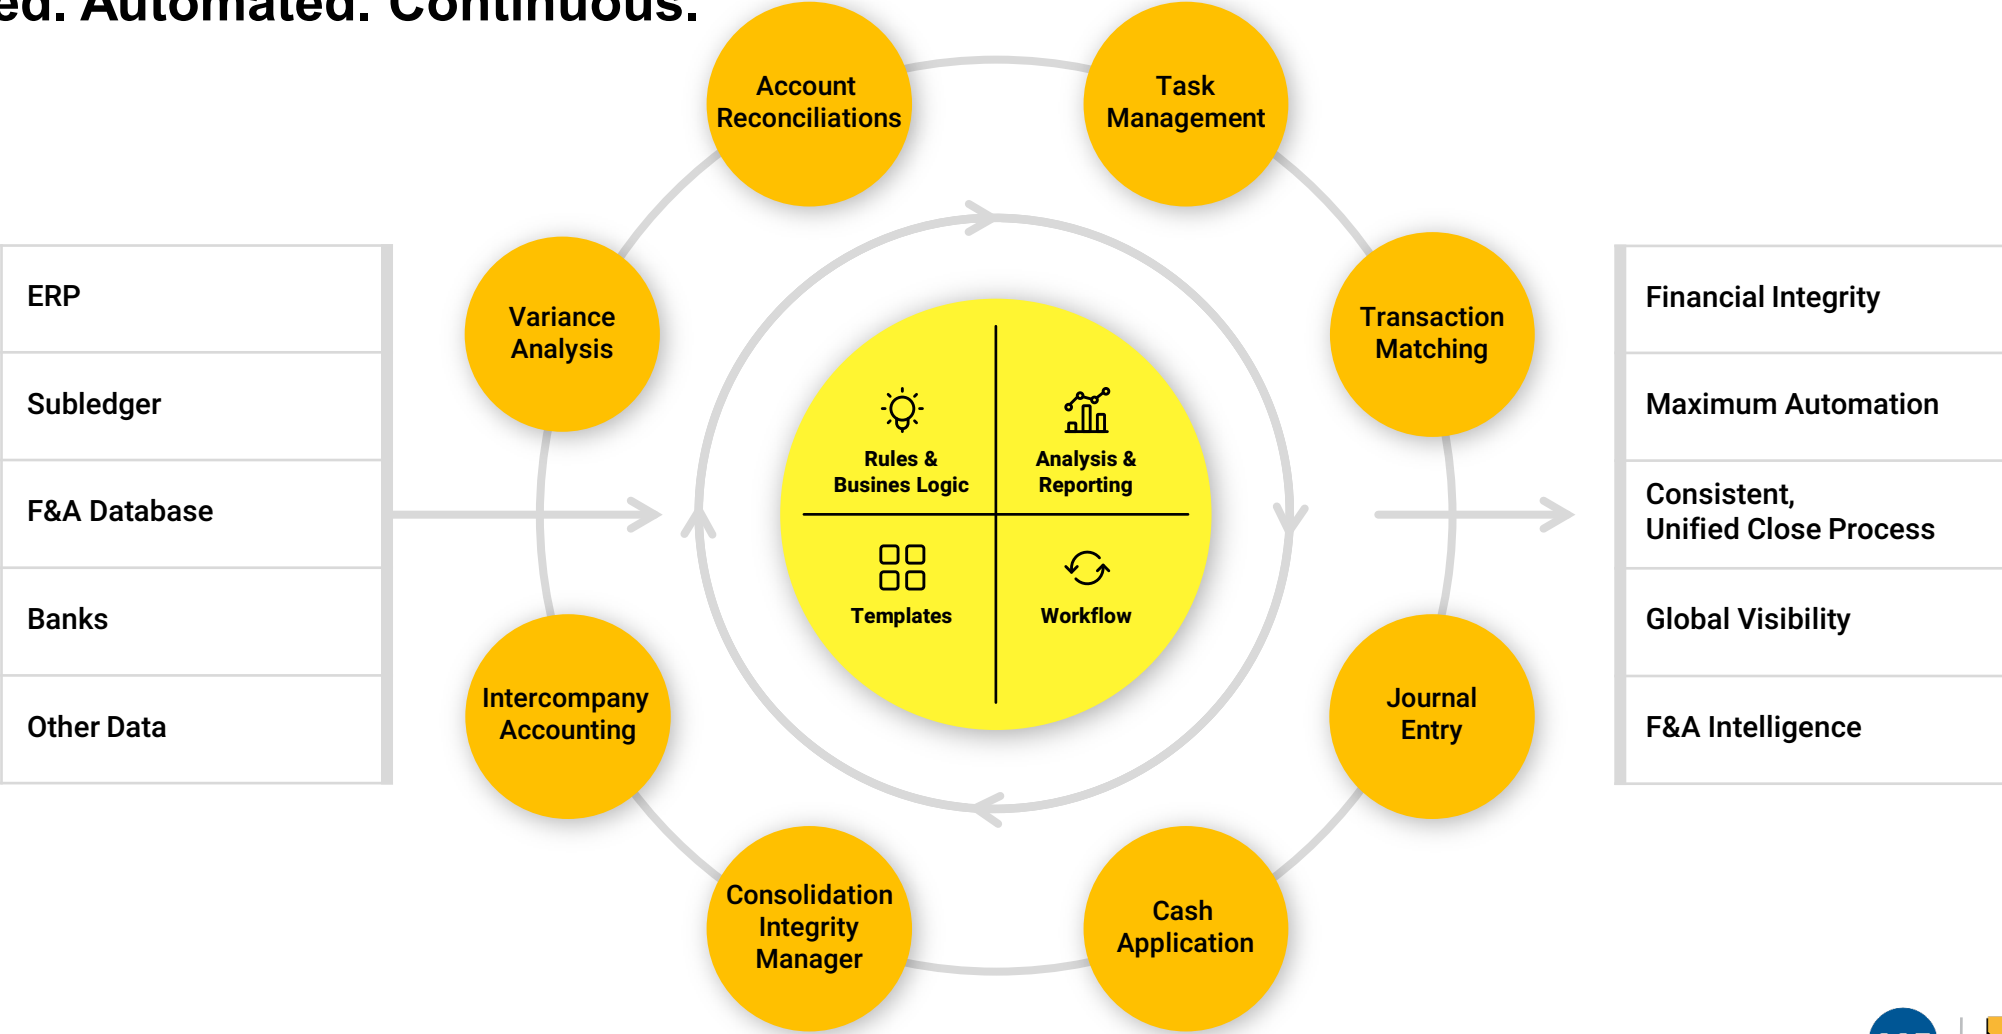 Automated. Continuous.
Account
Reconciliations
Task
Management
Variance
Analysis
Transaction
Matching
ERP
Subledger
F&A Database
Banks
Other Data
Rules &
Busines Logic
Analysis &
Reporting
Templates
Workflow
Financial Integrity
Maximum Automation
Consistent,
Unified Close Process
Global Visibility
F&A Intelligence
Intercompany
Accounting
Journal
Entry
Consolidation
Integrity
Manager
Cash
Application